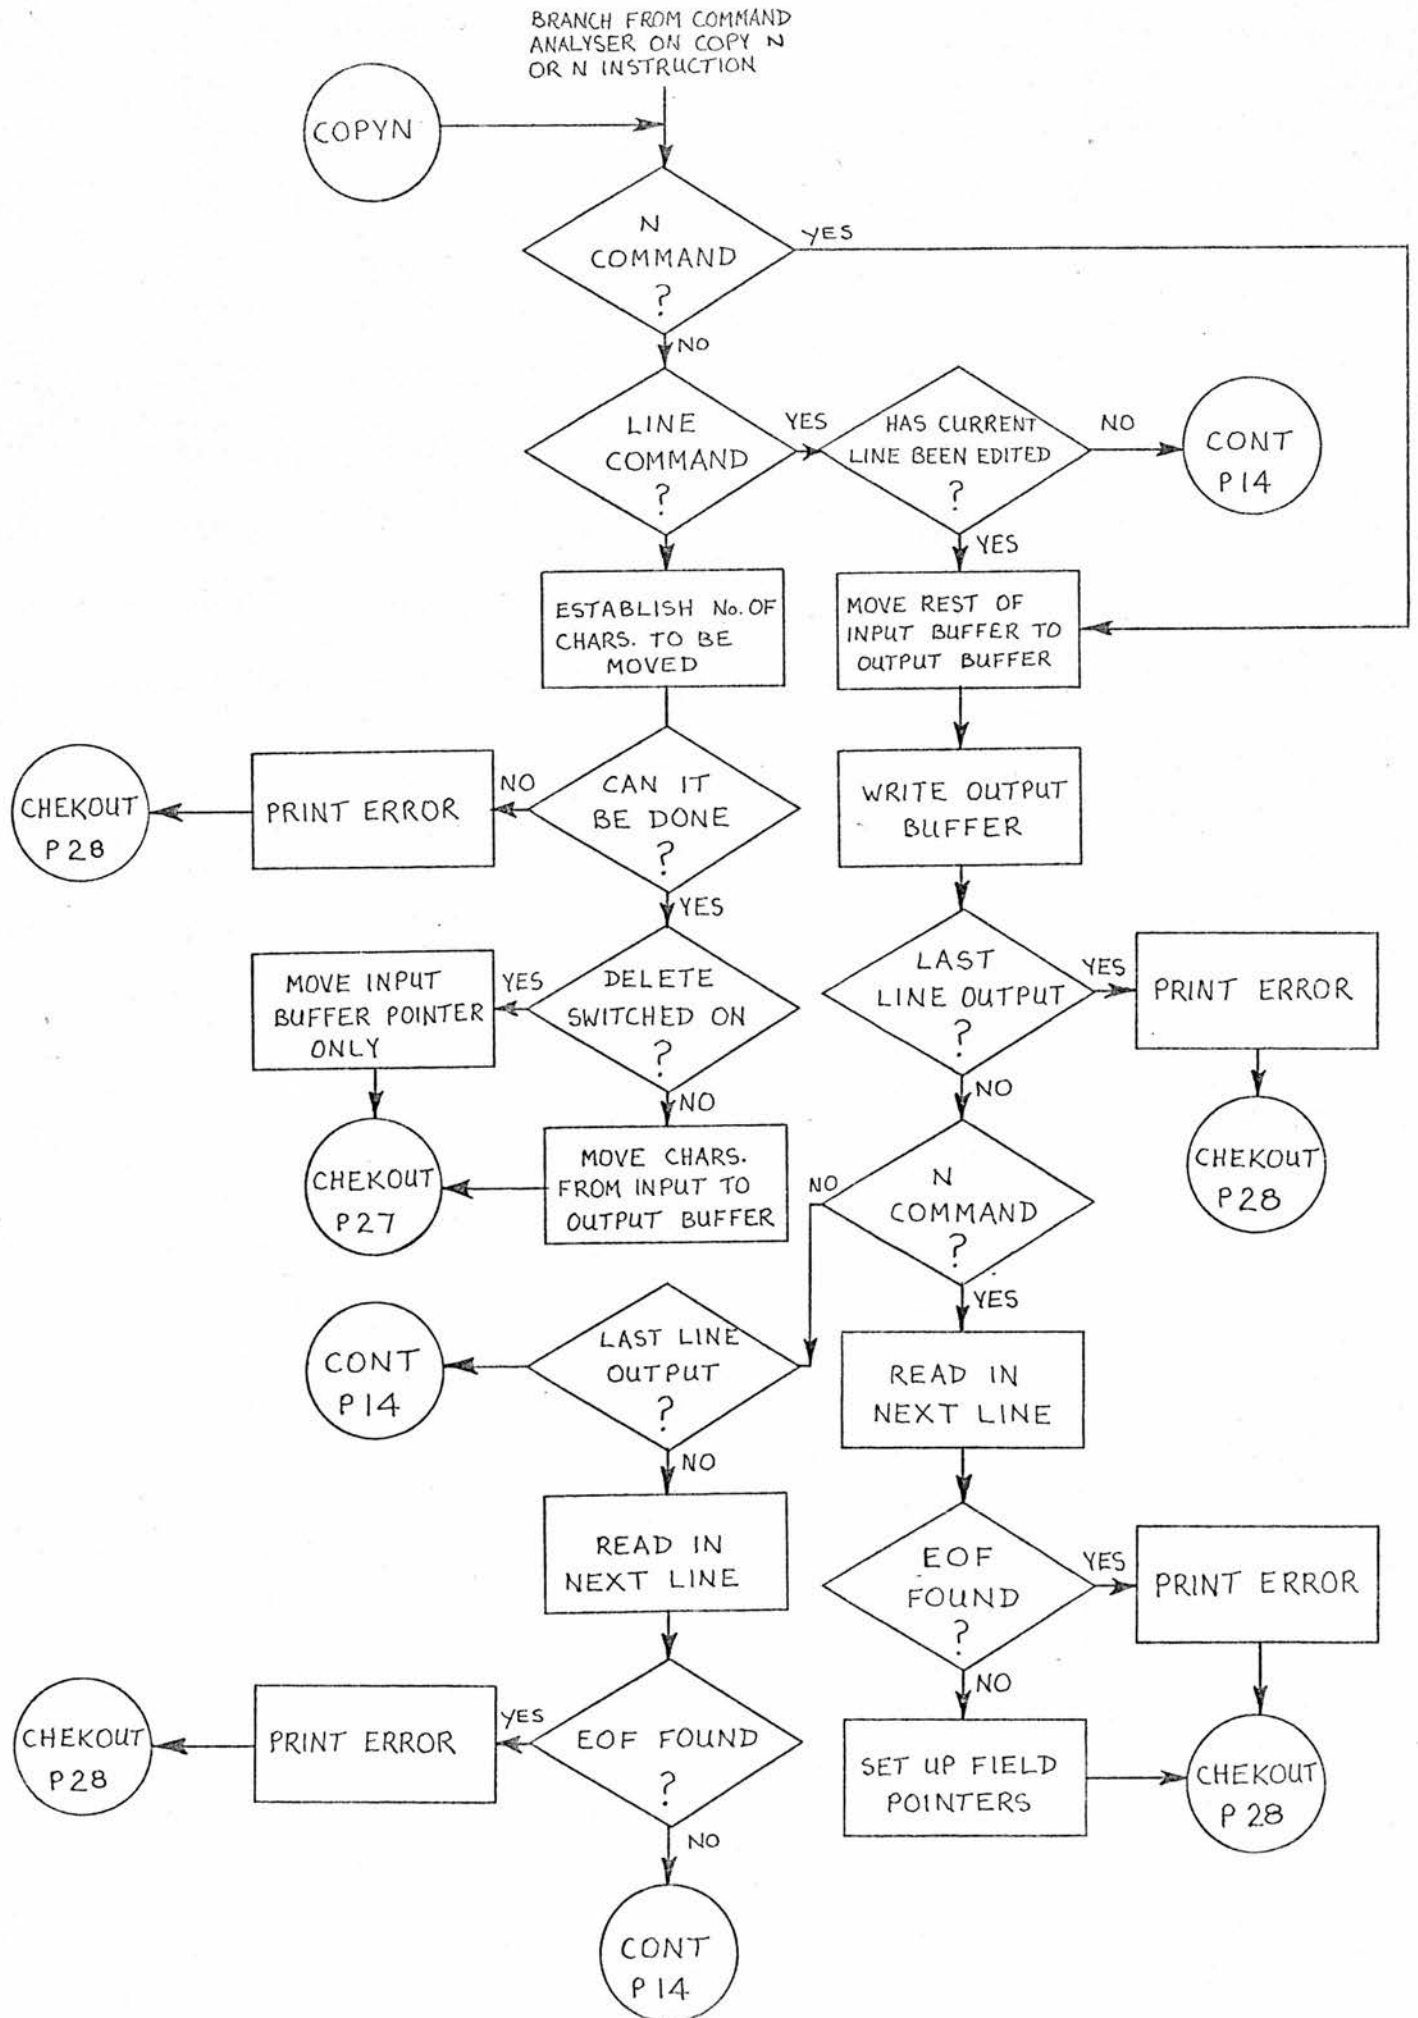 BRANCH FROM COMMAND
ANALYSER ON COPY N
OR N INSTRUCTION
COPYN
N
COMMAND
?
YES
NO
LINE
COMMAND
?
YES
HAS CURRENT
LINE BEEN EDITED
?
NO
CONT
P14
YES
ESTABLISH No. OF
CHARS. TO BE
MOVED
MOVE REST OF
INPUT BUFFER TO
OUTPUT BUFFER
CHEKOUT
P28
PRINT ERROR
NO
CAN IT
BE DONE
?
YES
WRITE OUTPUT
BUFFER
MOVE INPUT
BUFFER POINTER
ONLY
YES
DELETE
SWITCHED ON
?
NO
LAST
LINE OUTPUT
?
YES
PRINT ERROR
NO
CHEKOUT
P28
CHEKOUT
P27
MOVE CHARS.
FROM INPUT TO
OUTPUT BUFFER
NO
N
COMMAND
?
YES
CONT
P14
LAST LINE
OUTPUT
?
NO
READ IN
NEXT LINE
READ IN
NEXT LINE
EOF
FOUND
?
YES
PRINT ERROR
NO
CHEKOUT
P28
PRINT ERROR
YES
EOF FOUND
?
NO
SET UP FIELD
POINTERS
CHEKOUT
P28
CONT
P14